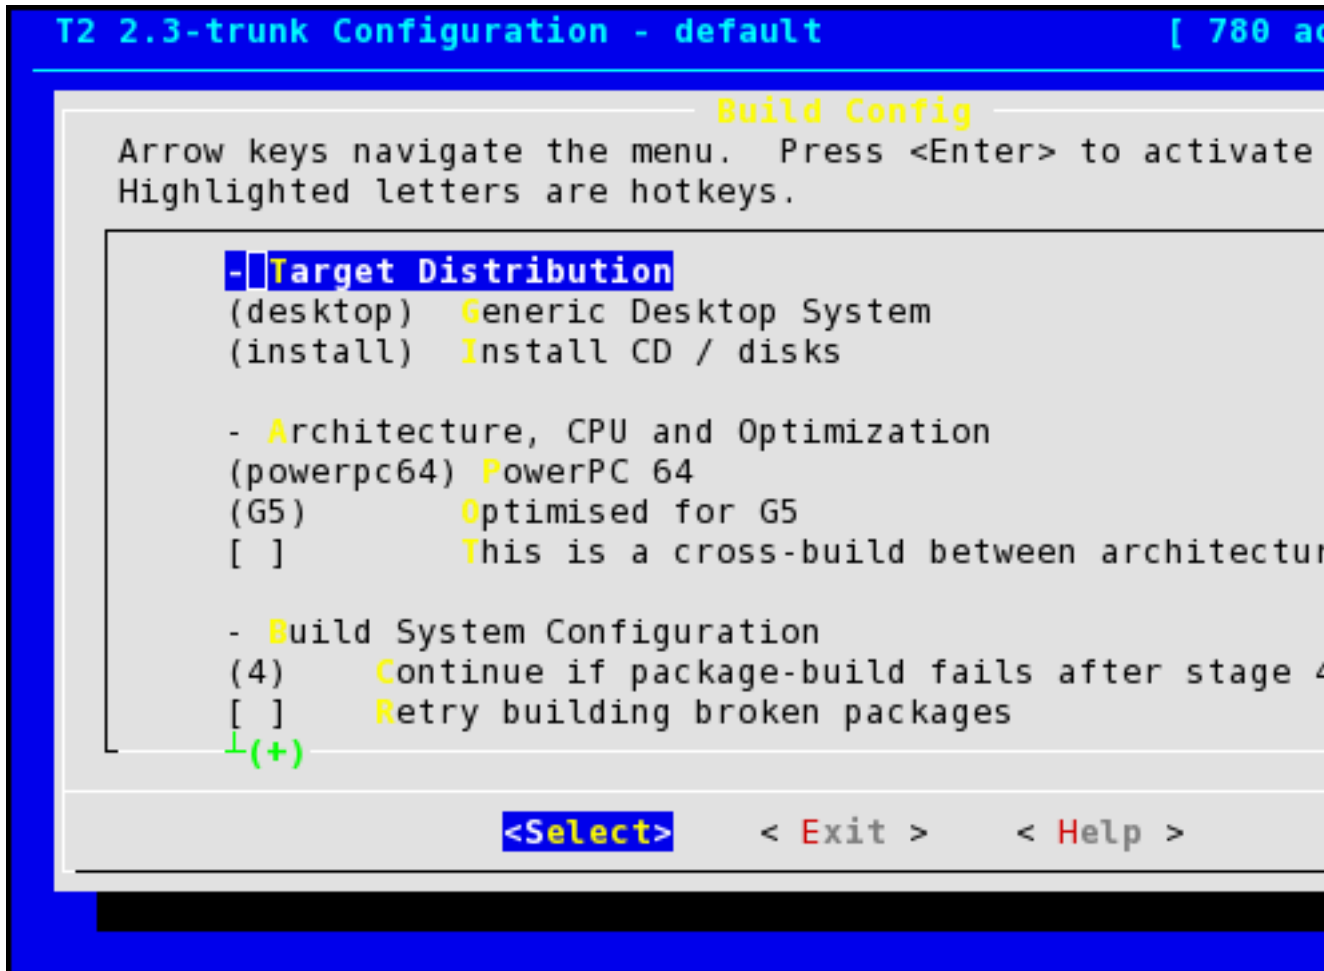 T2 2.3-trunk Configuration - default [ 780 ac
Build Config
Arrow keys navigate the menu. Press <Enter> to activate
Highlighted letters are hotkeys.
- Target Distribution
(desktop) Generic Desktop System
(install) Install CD / disks
- Architecture, CPU and Optimization
(powerpc64) PowerPC 64
(G5) Optimised for G5
[ ] This is a cross-build between architectur
- Build System Configuration
(4) Continue if package-build fails after stage 4
[ ] Retry building broken packages
┴(+)
<Select> < Exit > < Help >